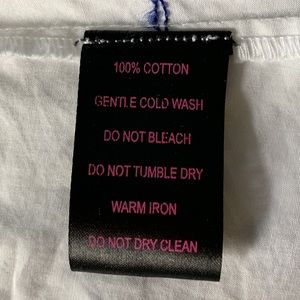 100% COTTON
GENTLE COLD WASH
DO NOT BLEACH
DO NOT TUMBLE DRY
WARM IRON
DO NOT DRY CLEAN